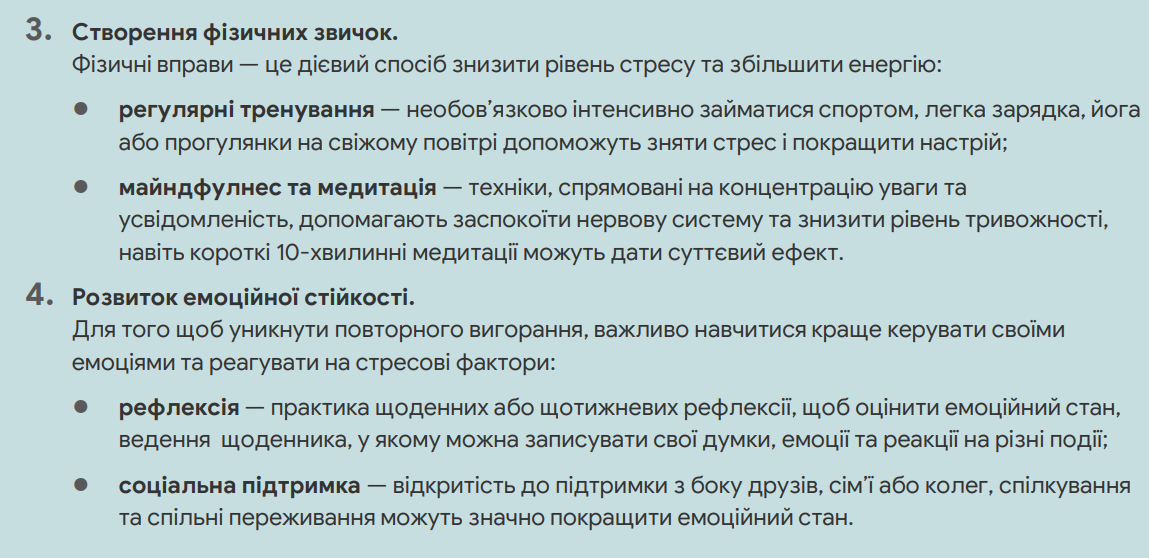 3. Створення фізичних звичок.
Фізичні вправи — це дієвий спосіб знизити рівень стресу та збільшити енергію:
● регулярні тренування — необов’язково інтенсивно займатися спортом, легка зарядка, йога
або прогулянки на свіжому повітрі допоможуть зняти стрес і покращити настрій;
● майндфулнес та медитація — техніки, спрямовані на концентрацію уваги та
усвідомленість, допомагають заспокоїти нервову систему та знизити рівень тривожності,
навіть короткі 10-хвилинні медитації можуть дати суттєвий ефект.
4. Розвиток емоційної стійкості.
Для того щоб уникнути повторного вигорання, важливо навчитися краще керувати своїми
емоціями та реагувати на стресові фактори:
● рефлексія — практика щоденних або щотижневих рефлексії, щоб оцінити емоційний стан,
ведення щоденника, у якому можна записувати свої думки, емоції та реакції на різні події;
● соціальна підтримка — відкритість до підтримки з боку друзів, сім’ї або колег, спілкування
та спільні переживання можуть значно покращити емоційний стан.